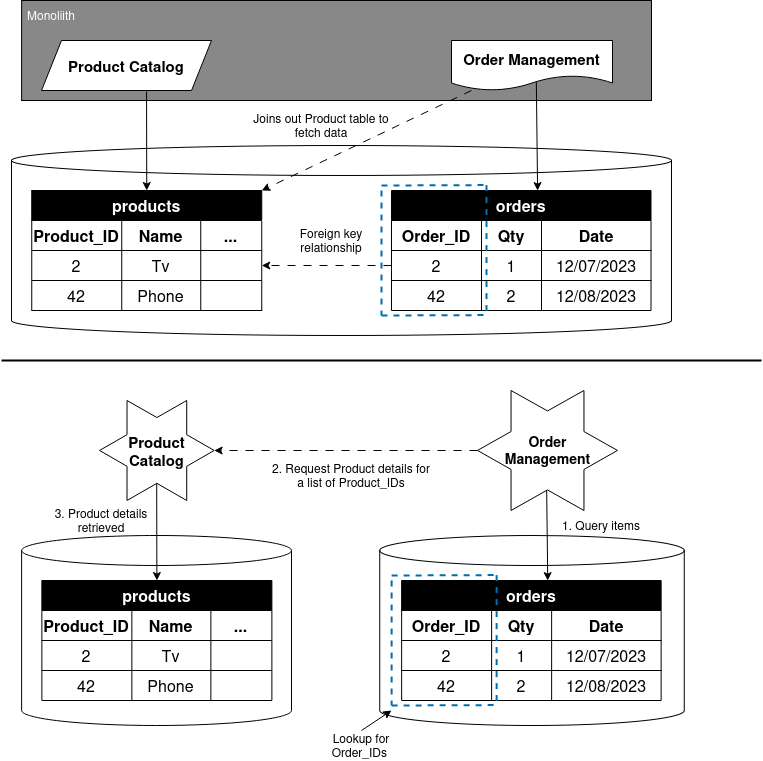 Monoliith
Product Catalog
Order Management
Joins out Product table to
fetch data
products
Product_ID Name ...
2 Tv
42 Phone
Foreign key
relationship
orders
Order_ID Qty Date
2 1 12/07/2023
42 2 12/08/2023
Product
Catalog
Order
Management
2. Request Product details for
a list of Product_IDs
3. Product details
retrieved
1. Query items
products
Product_ID Name ...
2 Tv
42 Phone
orders
Order_ID Qty Date
2 1 12/07/2023
42 2 12/08/2023
Lookup for
Order_IDs